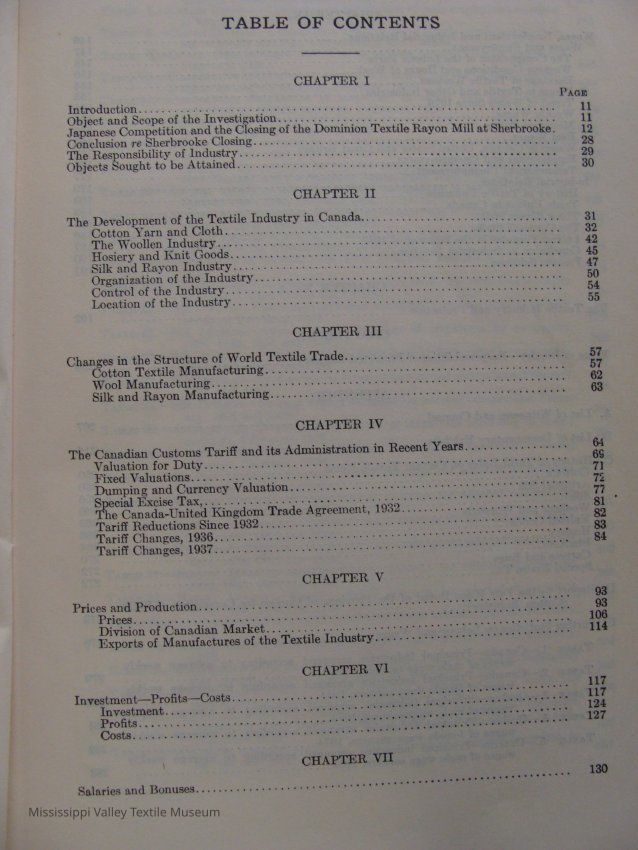 TABLE OF CONTENTS
CHAPTER I
PAGE
Introduction.......... 11
Object and Scope of the Investigation.......... 11
Japanese Competition and the Closing of the Dominion Textile Rayon Mill at Sherbrooke. 12
Conclusion re Sherbrooke Closing.......... 28
The Responsibility of Industry.......... 29
Objects Sought to be Attained.......... 30
CHAPTER II
The Development of the Textile Industry in Canada.......... 31
Cotton Yarn and Cloth.......... 32
The Woollen Industry.......... 42
Hosiery and Knit Goods.......... 45
Silk and Rayon Industry.......... 47
Organization of the Industry.......... 50
Control of the Industry.......... 54
Location of the Industry.......... 55
CHAPTER III
Changes in the Structure of World Textile Trade.......... 57
Cotton Textile Manufacturing.......... 57
Wool Manufacturing.......... 62
Silk and Rayon Manufacturing.......... 63
CHAPTER IV
The Canadian Customs Tariff and its Administration in Recent Years.......... 64
Valuation for Duty.......... 69
Fixed Valuations.......... 71
Dumping and Currency Valuation.......... 72
Special Excise Tax,.......... 77
The Canada-United Kingdom Trade Agreement, 1932.......... 81
Tariff Reductions Since 1932.......... 82
Tariff Changes, 1936.......... 83
Tariff Changes, 1937.......... 84
CHAPTER V
Prices and Production.......... 93
Prices.......... 93
Division of Canadian Market.......... 106
Exports of Manufactures of the Textile Industry.......... 114
CHAPTER VI
Investment—Profits—Costs.......... 117
Investment.......... 117
Profits.......... 124
Costs.......... 127
CHAPTER VII
Salaries and Bonuses.......... 130
Mississippi Valley Textile Museum